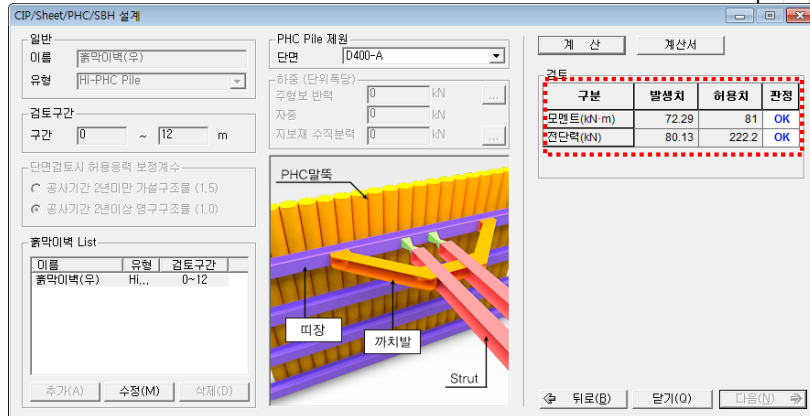 CIP/Sheet/PHC/SBH 설계
일반
이름 흙막이벽(우)
유형 Hi-PHC Pile
검토구간
구간 0 ~ 12 m
단면검토시 허용응력 보정계수
공사기간 2년미만 가설구조물 (1.5)
공사기간 2년이상 영구구조물 (1.0)
흙막이벽 List
이름 유형 검토구간
흙막이벽(우) Hi... 0~12
추가(A) 수정(M) 삭제(D)
PHC Pile 제원
단면 D400-A
하중 (단위폭당)
주형보 반력 0 kN ...
자중 0 kN
지보재 수직분력 0 kN ...
PHC말뚝
띠장
까치발
Strut
계 산 계산서
검토
구분 발생치 허용치 판정
모멘트(kN·m) 72.29 81 OK
전단력(kN) 80.13 222.2 OK
뒤로(B) 닫기(Q) 다음(N)